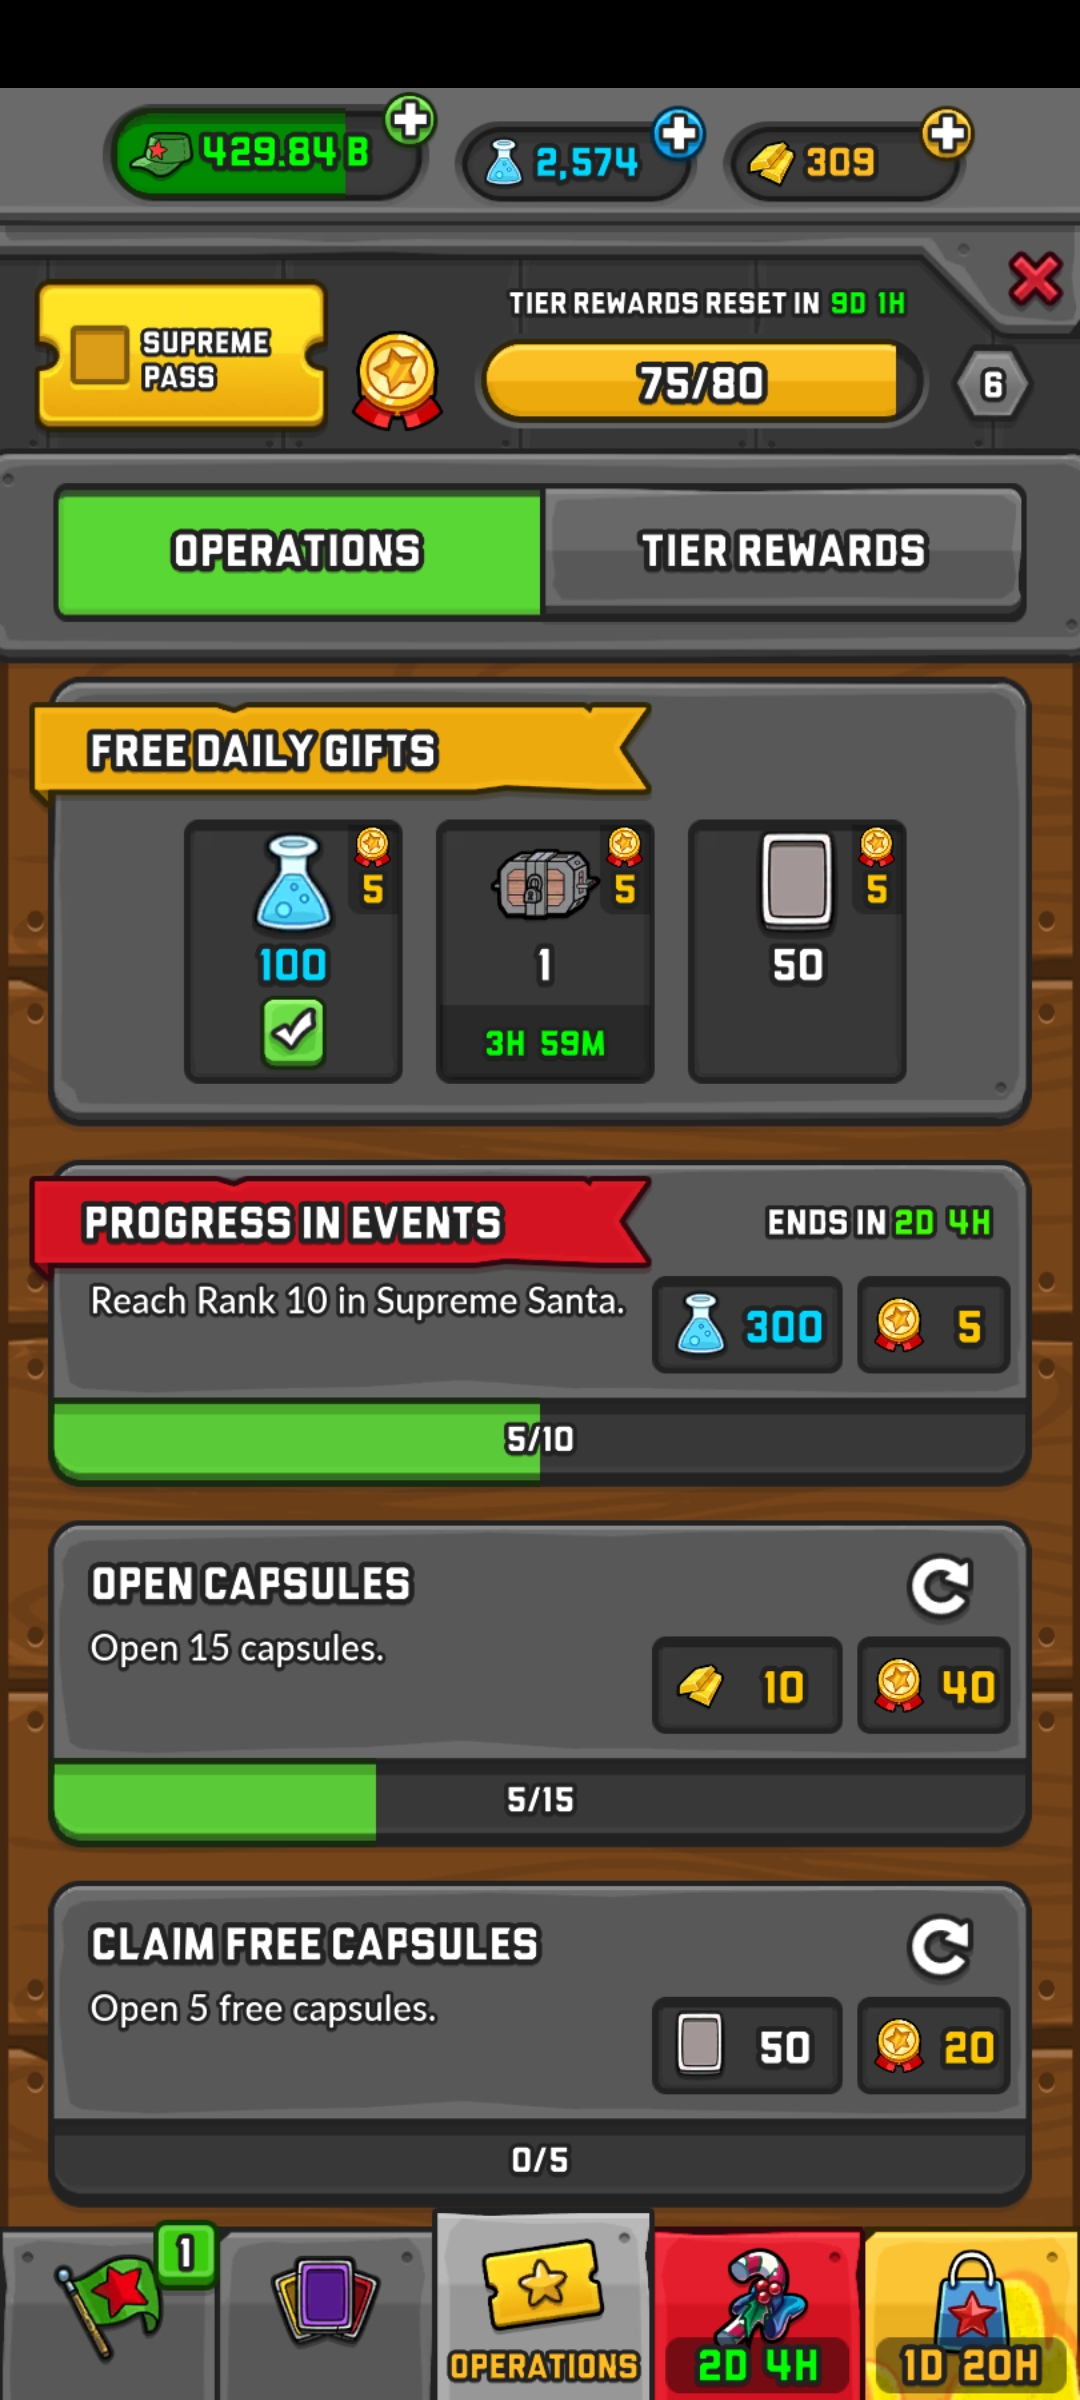 429.84 B
2,574
309
TIER REWARDS RESET IN 9D 1H
SUPREME
PASS
75/80
6
OPERATIONS
TIER REWARDS
FREE DAILY GIFTS
5
5
5
100
1
50
3H 59M
PROGRESS IN EVENTS
ENDS IN 2D 4H
Reach Rank 10 in Supreme Santa.
300
5
5/10
OPEN CAPSULES
Open 15 capsules.
10
40
5/15
CLAIM FREE CAPSULES
Open 5 free capsules.
50
20
0/5
1
OPERATIONS
2D 4H
1D 20H